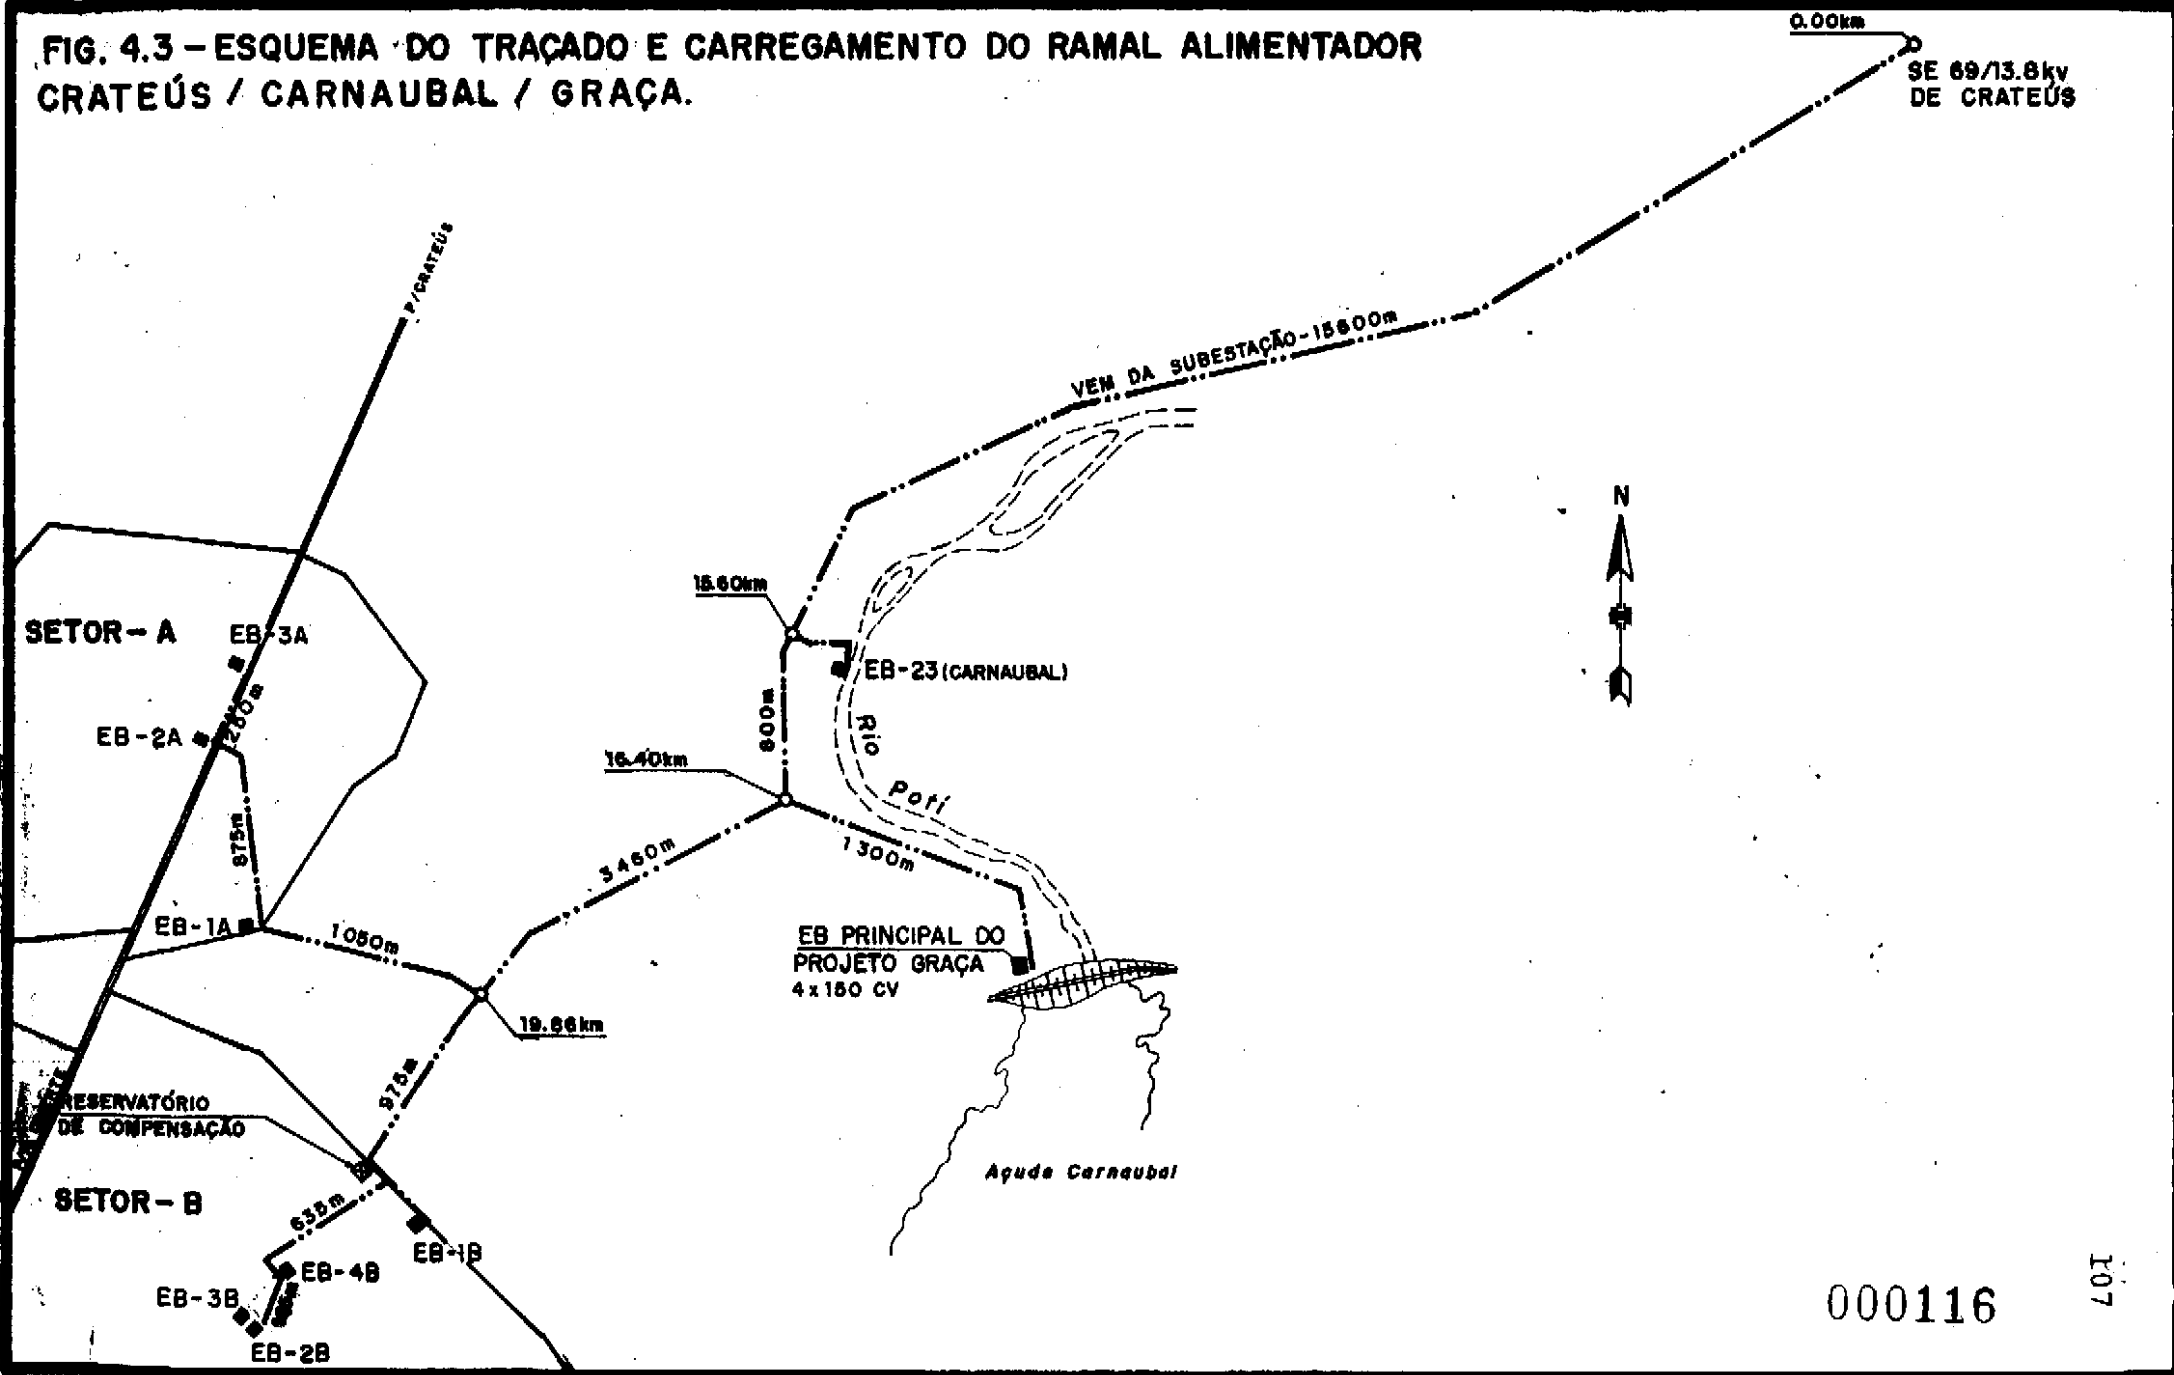 FIG. 4.3 – ESQUEMA DO TRAÇADO E CARREGAMENTO DO RAMAL ALIMENTADOR
CRATEÚS / CARNAUBAL / GRAÇA.
0.00km
SE 69/13.8kv
DE CRATEÚS
P/CRATEÚS
VEM DA SUBESTAÇÃO-15600m
N
15.60km
SETOR-A
EB-3A
EB-23 (CARNAUBAL)
800m
Rio
EB-2A
16.40km
Potí
875m
3460m
1300m
EB-1A
1050m
EB PRINCIPAL DO
PROJETO GRAÇA
4x150 CV
19.86km
975m
RESERVATÓRIO
DE COMPENSAÇÃO
Açude Carnaubal
SETOR-B
635m
EB-1B
EB-4B
EB-3B
EB-2B
000116
107